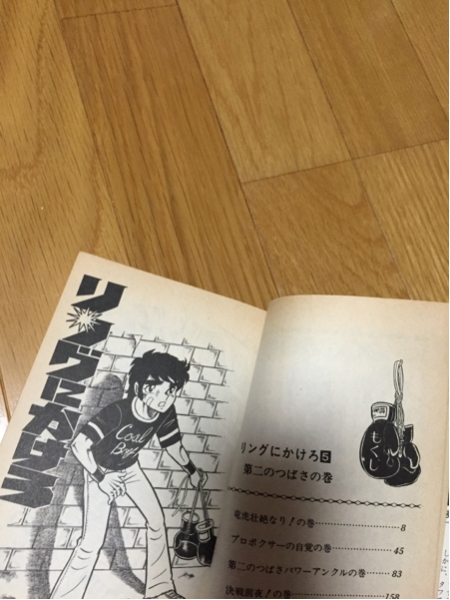 リングにかけろ
Coal
もくじ
リングにかけろ5
第二のつばさの巻
竜虎壮絶なり!の巻……………8
プロボクサーの自覚の巻……………45
第二のつばさパワーアンクルの巻………83
決戦前夜!の巻……………158